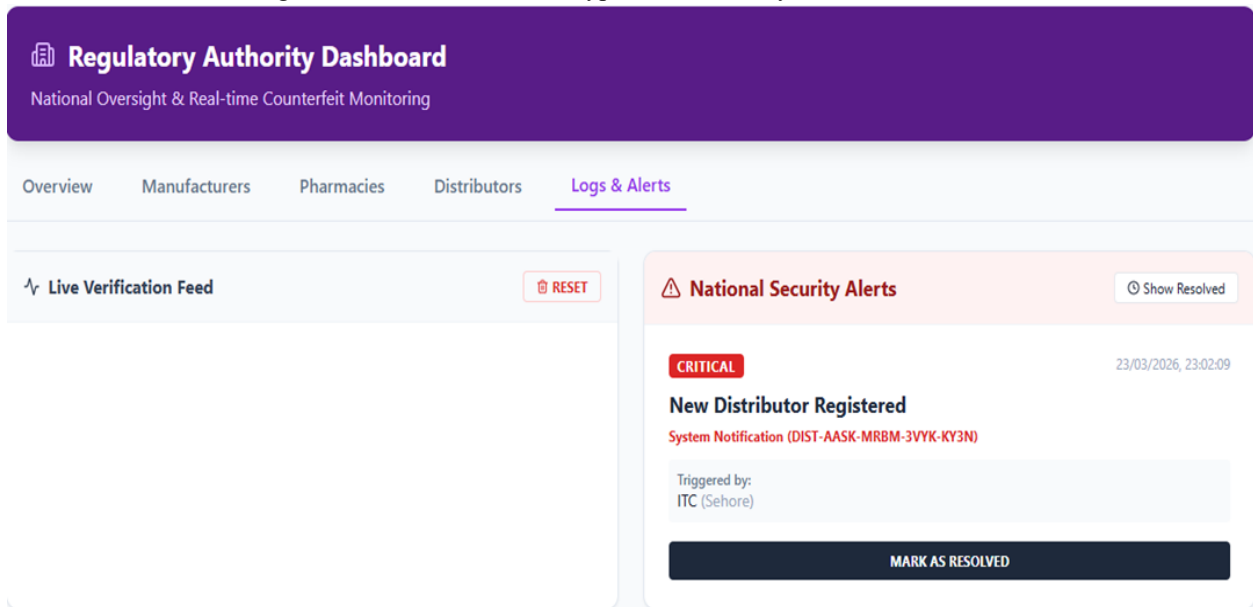 Regulatory Authority Dashboard
National Oversight & Real-time Counterfeit Monitoring
Overview Manufacturers Pharmacies Distributors Logs & Alerts
Live Verification Feed
RESET
National Security Alerts
Show Resolved
CRITICAL
23/03/2026, 23:02:09
New Distributor Registered
System Notification (DIST-AASK-MRBM-3VYK-KY3N)
Triggered by:
ITC (Sehore)
MARK AS RESOLVED